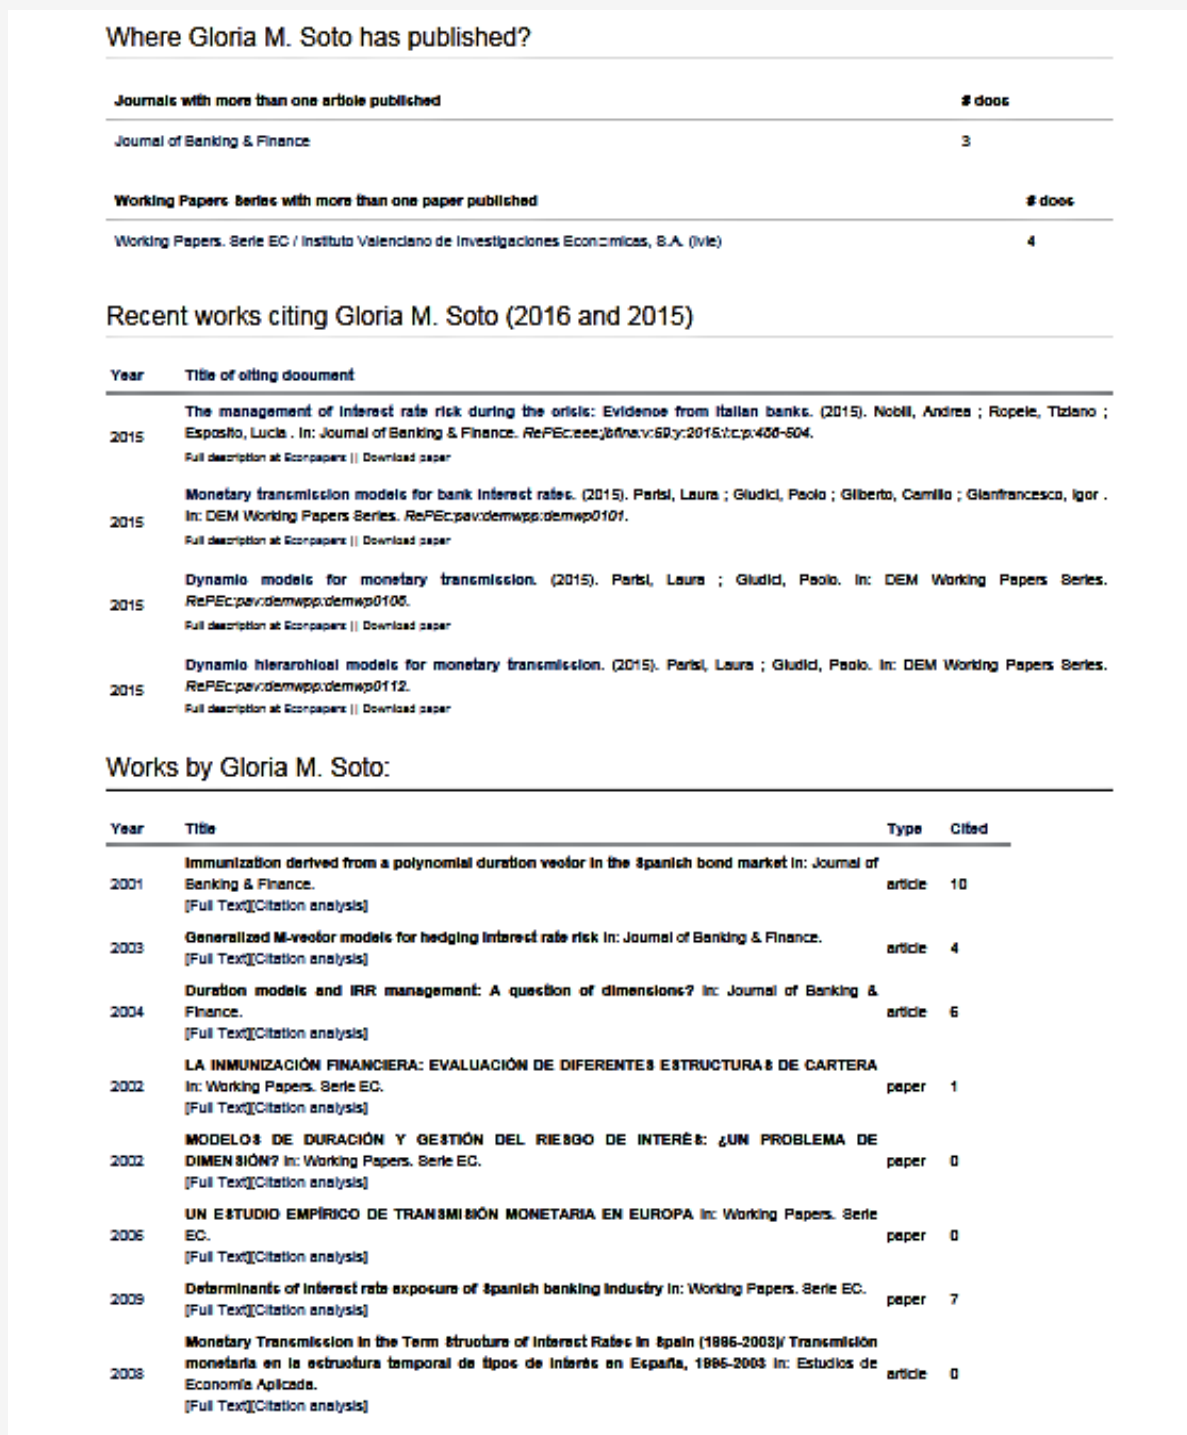 Where Gloria M. Soto has published?
Journals with more than one article published # docs
Journal of Banking & Finance 3
Working Papers Series with more than one paper published # docs
Working Papers. Serie EC / Instituto Valenciano de Investigaciones Econ=micas, S.A. (Ivie) 4
Recent works citing Gloria M. Soto (2016 and 2015)
Year Title of citing document
The management of interest rate risk during the crisis: Evidence from Italian banks. (2015). Nobili, Andrea ; Ropele, Tiziano ;
2015 Esposito, Lucia . In: Journal of Banking & Finance. RePEc:eee:jbfina:v:59:y:2015:i:c:p:486-504.
Full description at Econpapers || Download paper
Monetary transmission models for bank interest rates. (2015). Parisi, Laura ; Giudici, Paolo ; Gliberto, Camillo ; Gianfrancesco, Igor .
2015 In: DEM Working Papers Series. RePEc:pav:demwpp:demwp0101.
Full description at Econpapers || Download paper
Dynamic models for monetary transmission. (2015). Parisi, Laura ; Giudici, Paolo. In: DEM Working Papers Series.
2015 RePEc:pav:demwpp:demwp0106.
Full description at Econpapers || Download paper
Dynamic hierarchical models for monetary transmission. (2015). Parisi, Laura ; Giudici, Paolo. In: DEM Working Papers Series.
2015 RePEc:pav:demwpp:demwp0112.
Full description at Econpapers || Download paper
Works by Gloria M. Soto:
Year Title Type Cited
Immunization derived from a polynomial duration vector in the Spanish bond market In: Journal of
2001 Banking & Finance. article 10
[Full Text][Citation analysis]
Generalized M-vector models for hedging interest rate risk In: Journal of Banking & Finance.
2003 article 4
[Full Text][Citation analysis]
Duration models and IRR management: A question of dimensions? In: Journal of Banking &
2004 Finance. article 6
[Full Text][Citation analysis]
LA INMUNIZACIÓN FINANCIERA: EVALUACIÓN DE DIFERENTES ESTRUCTURAS DE CARTERA
2002 In: Working Papers. Serie EC. paper 1
[Full Text][Citation analysis]
MODELOS DE DURACIÓN Y GESTIÓN DEL RIESGO DE INTERÉS: ¿UN PROBLEMA DE
2002 DIMENSIÓN? In: Working Papers. Serie EC. paper 0
[Full Text][Citation analysis]
UN ESTUDIO EMPÍRICO DE TRANSMISIÓN MONETARIA EN EUROPA In: Working Papers. Serie
2006 EC. paper 0
[Full Text][Citation analysis]
Determinants of interest rate exposure of Spanish banking industry In: Working Papers. Serie EC.
2009 paper 7
[Full Text][Citation analysis]
Monetary Transmission in the Term Structure of Interest Rates in Spain (1995-2003)/ Transmisión
monetaria en la estructura temporal de tipos de interés en España, 1995-2003 In: Estudios de
2008 Economía Aplicada. article 0
[Full Text][Citation analysis]